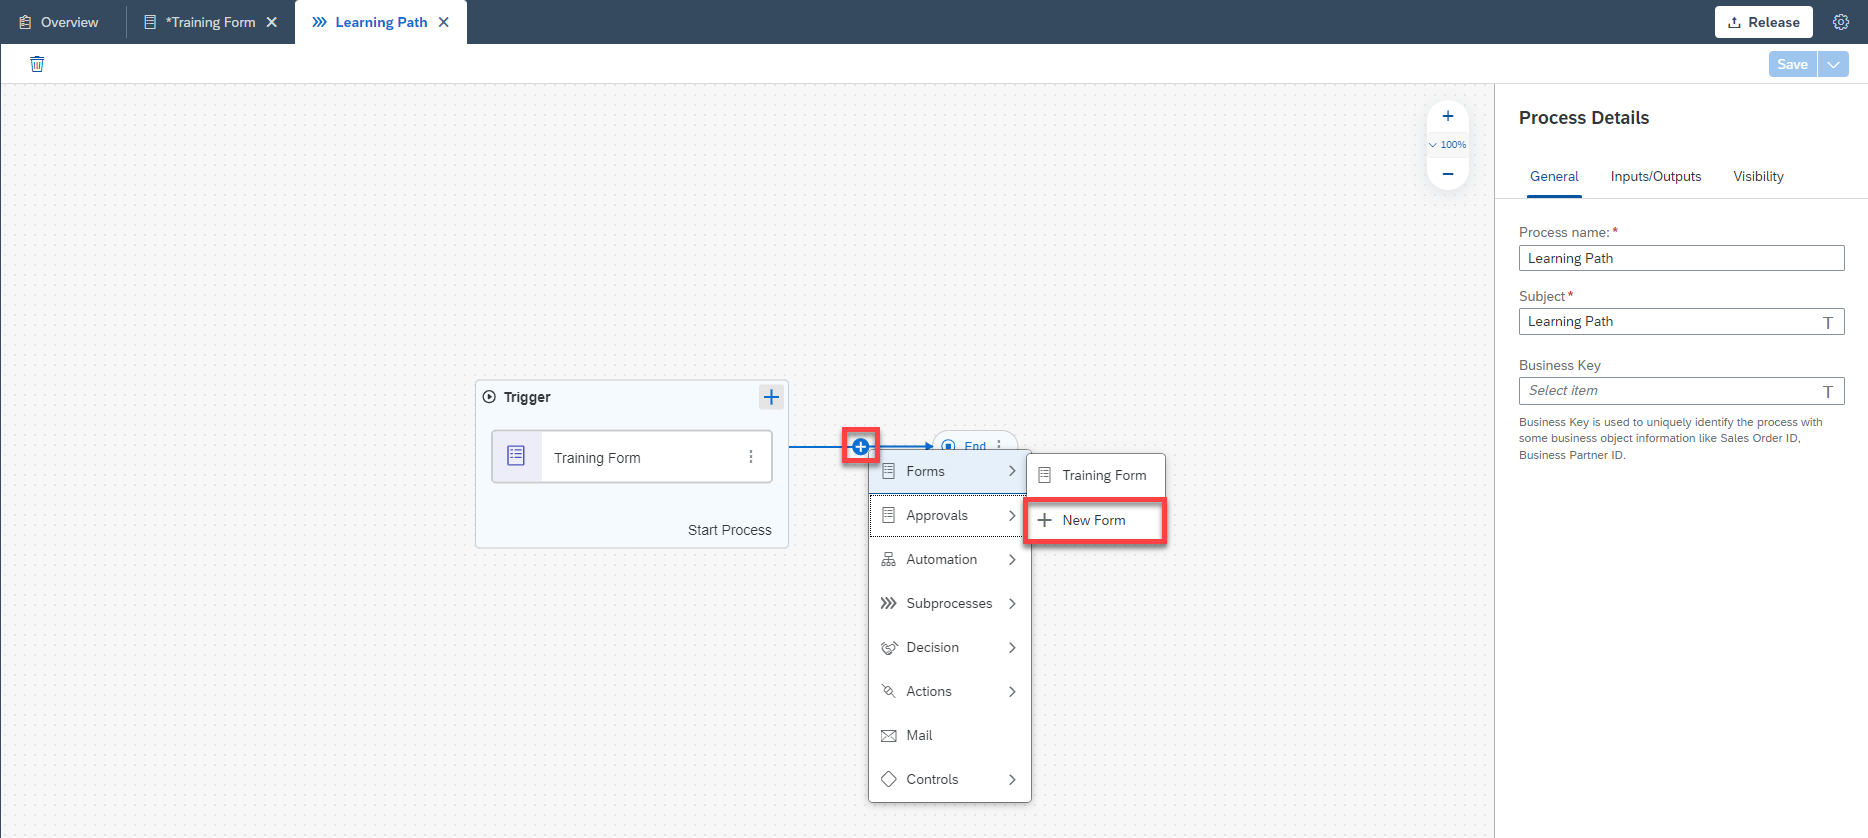 Overview
*Training Form
Learning Path
Release
Save
100%
Process Details
General
Inputs/Outputs
Visibility
Process name:*
Learning Path
Subject*
Learning Path
Business Key
Select item
Business Key is used to uniquely identify the process with
some business object information like Sales Order ID,
Business Partner ID.
Trigger
Training Form
Start Process
End
Forms
Approvals
Automation
Subprocesses
Decision
Actions
Mail
Controls
Training Form
New Form